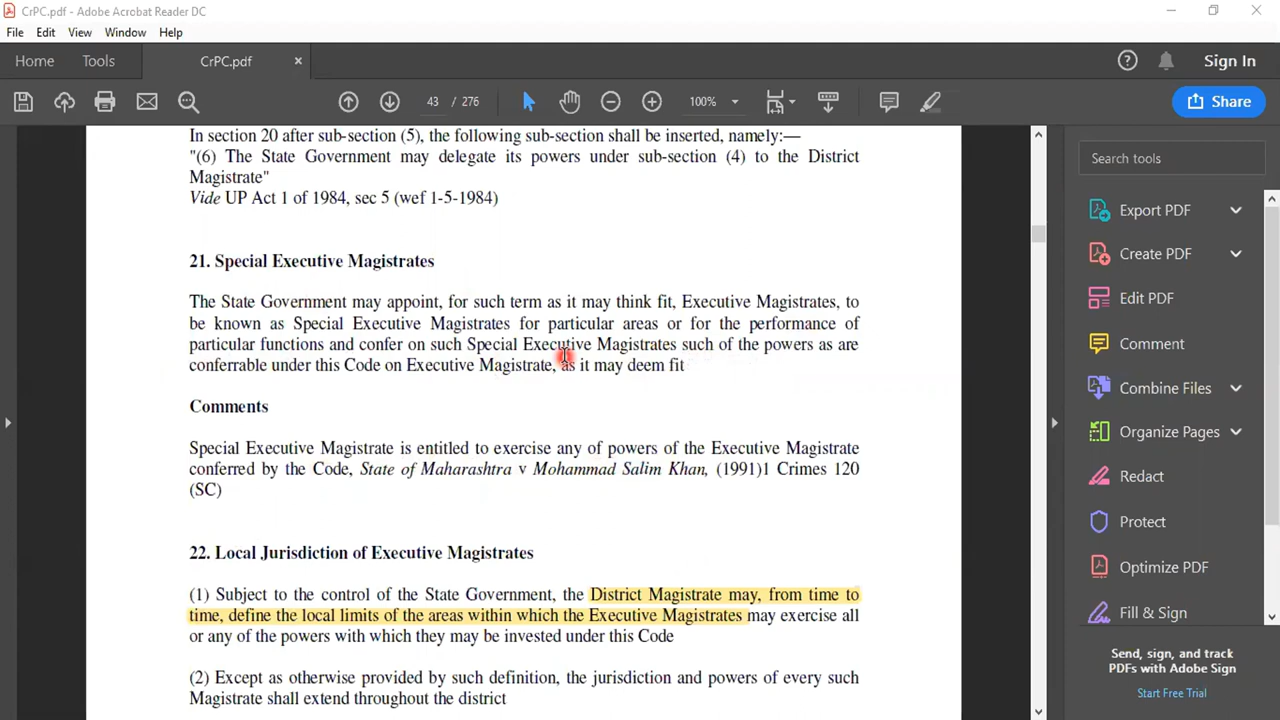 CrPC.pdf - Adobe Acrobat Reader DC
File Edit View Window Help
Home Tools CrPC.pdf × ? Sign In
43 / 276 100% Share
In section 20 after sub-section (5), the following sub-section shall be inserted, namely:—
"(6) The State Government may delegate its powers under sub-section (4) to the District
Magistrate"
Vide UP Act 1 of 1984, sec 5 (wef 1-5-1984)
21. Special Executive Magistrates
The State Government may appoint, for such term as it may think fit, Executive Magistrates, to
be known as Special Executive Magistrates for particular areas or for the performance of
particular functions and confer on such Special Executive Magistrates such of the powers as are
conferrable under this Code on Executive Magistrate, as it may deem fit
Comments
Special Executive Magistrate is entitled to exercise any of powers of the Executive Magistrate
conferred by the Code, State of Maharashtra v Mohammad Salim Khan, (1991)1 Crimes 120
(SC)
22. Local Jurisdiction of Executive Magistrates
(1) Subject to the control of the State Government, the District Magistrate may, from time to
time, define the local limits of the areas within which the Executive Magistrates may exercise all
or any of the powers with which they may be invested under this Code
(2) Except as otherwise provided by such definition, the jurisdiction and powers of every such
Magistrate shall extend throughout the district
Search tools
Export PDF
Create PDF
Edit PDF
Comment
Combine Files
Organize Pages
Redact
Protect
Optimize PDF
Fill & Sign
Send, sign, and track
PDFs with Adobe Sign
Start Free Trial